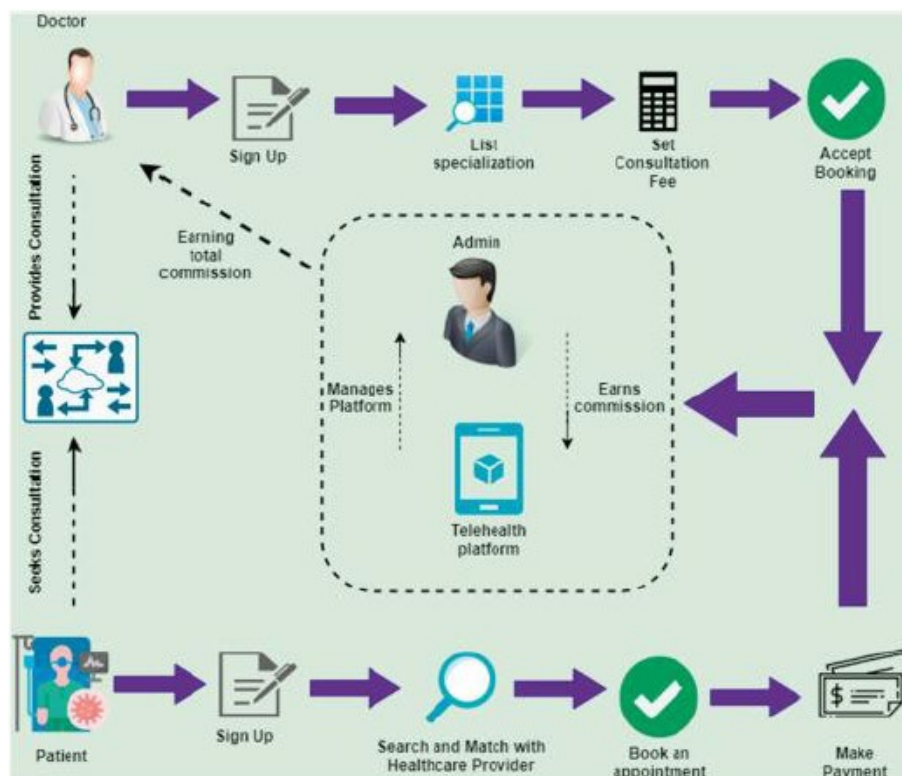 Doctor
Sign Up
List
specialization
Set
Consultation
Fee
Accept
Booking
Provides Consultation
Earning
total
commission
Admin
Manages
Platform
Earns
commission
Telehealth
platform
Seeks Consultation
Patient
Sign Up
Search and Match with
Healthcare Provider
Book an
appointment
$
Make
Payment